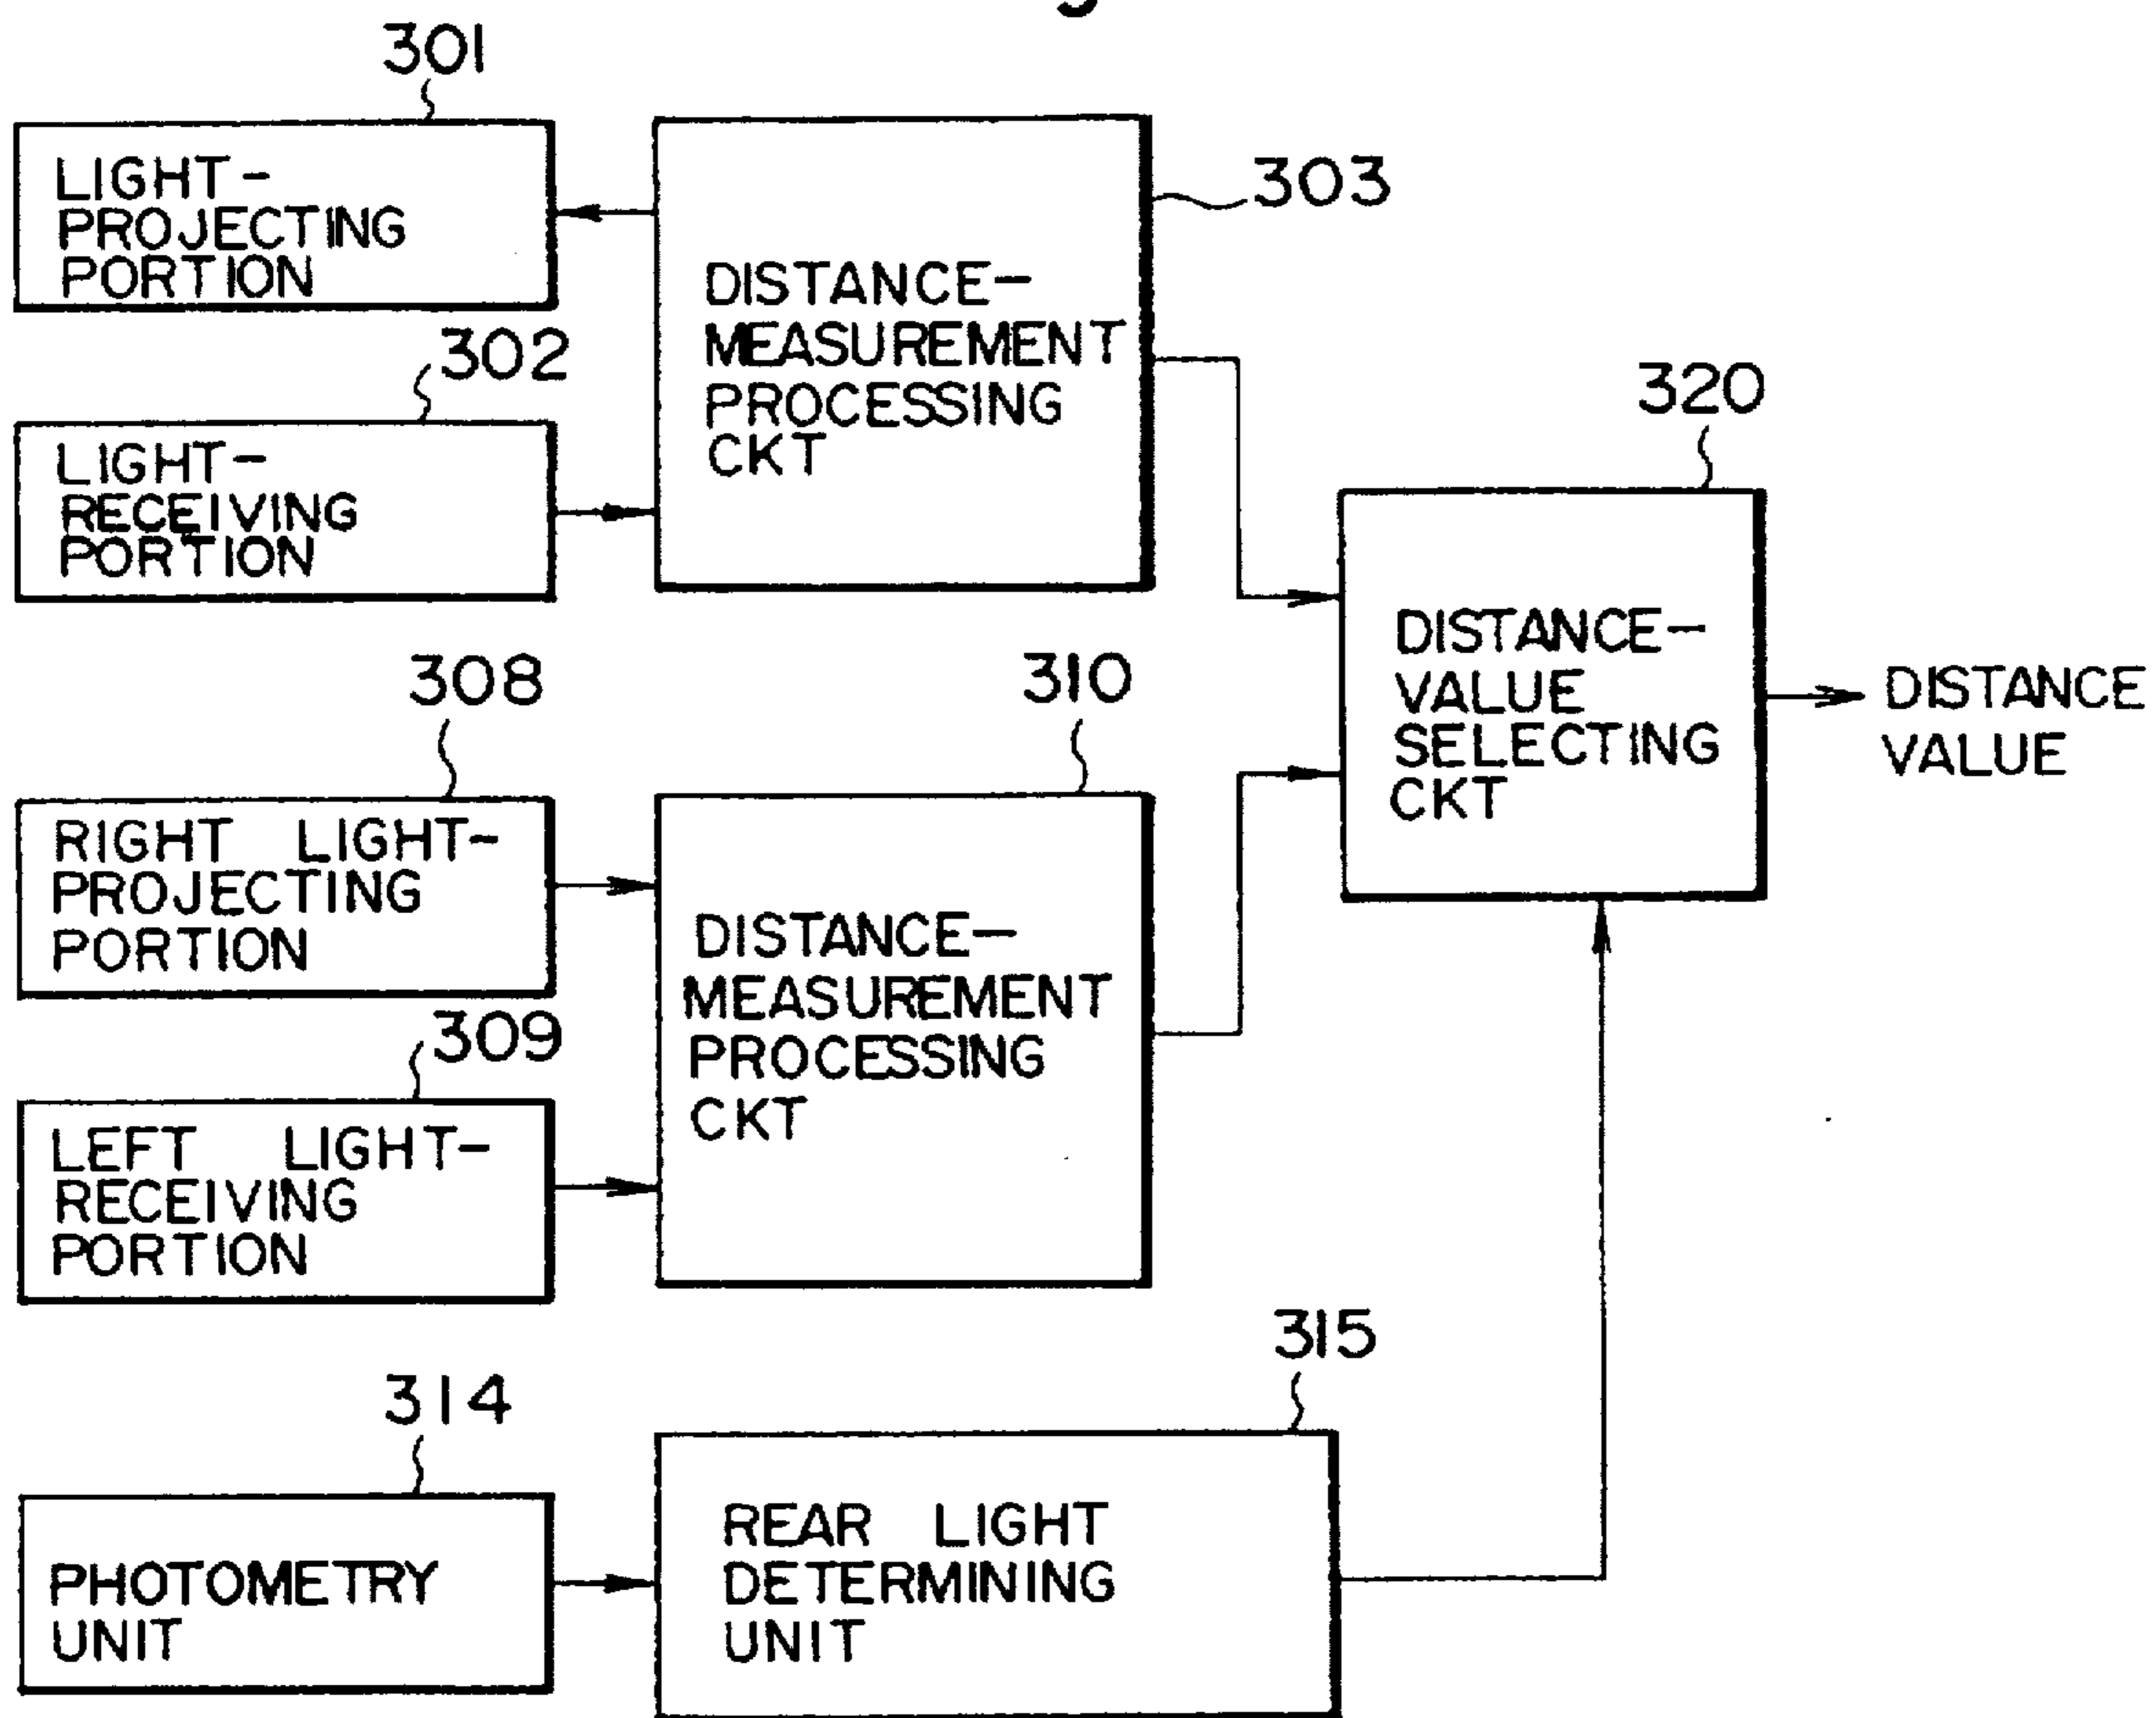 301
LIGHT-
PROJECTING
PORTION
302
LIGHT-
RECEIVING
PORTION
303
DISTANCE-
MEASUREMENT
PROCESSING
CKT
308
RIGHT LIGHT-
PROJECTING
PORTION
309
LEFT LIGHT-
RECEIVING
PORTION
310
DISTANCE-
MEASUREMENT
PROCESSING
CKT
320
DISTANCE-
VALUE
SELECTING
CKT
DISTANCE
VALUE
314
PHOTOMETRY
UNIT
315
REAR LIGHT
DETERMINING
UNIT